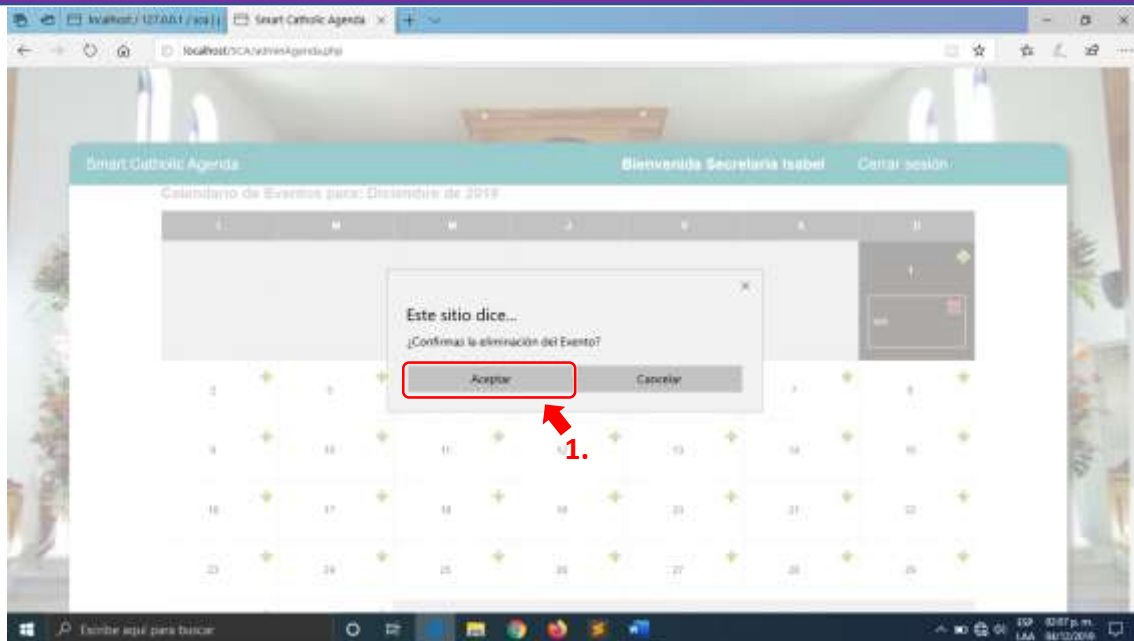 localhost / 127.0.0.1 / sca |
Smart Catholic Agenda
localhost/SCA/adminAgenda.php
Smart Catholic Agenda
Bienvenida Secretaria Isabel
Cerrar sesión
Calendario de Eventos para: Diciembre de 2019
L M M J V S D
1
Este sitio dice...
¿Confirmas la eliminación del Evento?
Aceptar Cancelar
1.
2 3 7 8
9 10 11 12 13 14 15
16 17 18 19 20 21 22
23 24 25 26 27 28 29
Escribe aquí para buscar
ESP
LAA
02:07 p. m.